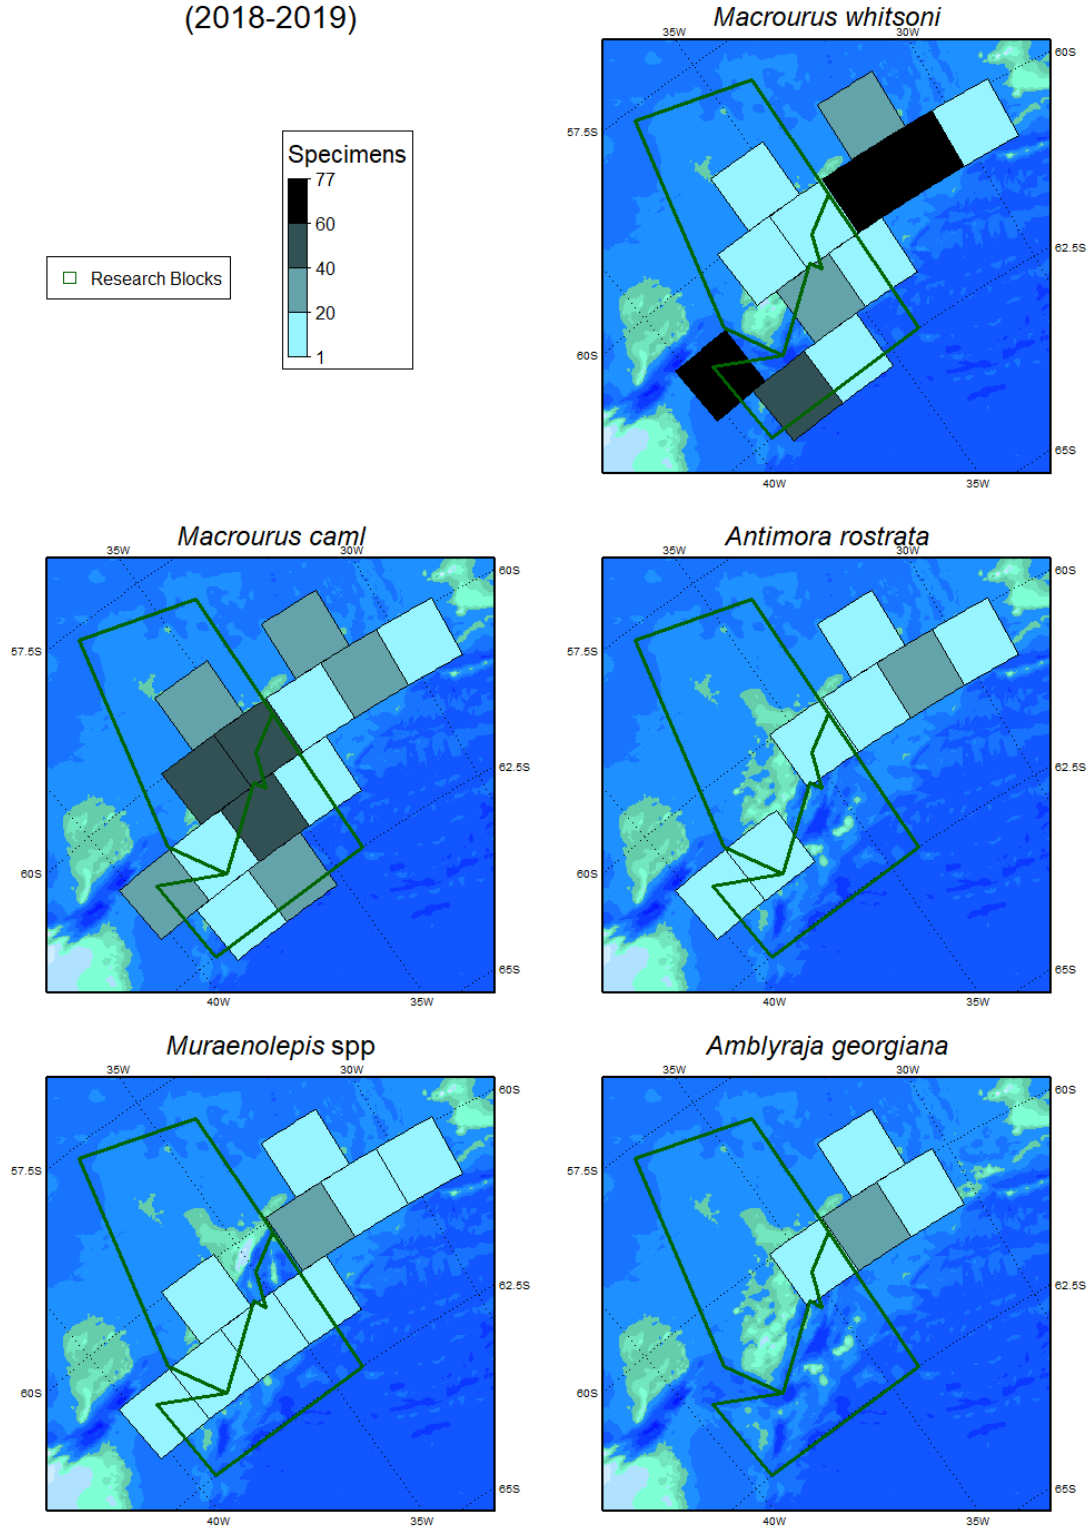 (2018-2019)
Macrourus whitsoni
35W
30W
60S
57.5S
62.5S
60S
65S
40W
35W
Specimens
77
60
40
20
1
Research Blocks
Macrourus caml
35W
30W
60S
57.5S
62.5S
60S
65S
40W
35W
Antimora rostrata
35W
30W
60S
57.5S
62.5S
60S
65S
40W
35W
Muraenolepis spp
35W
30W
60S
57.5S
62.5S
60S
65S
40W
35W
Amblyraja georgiana
35W
30W
60S
57.5S
62.5S
60S
65S
40W
35W